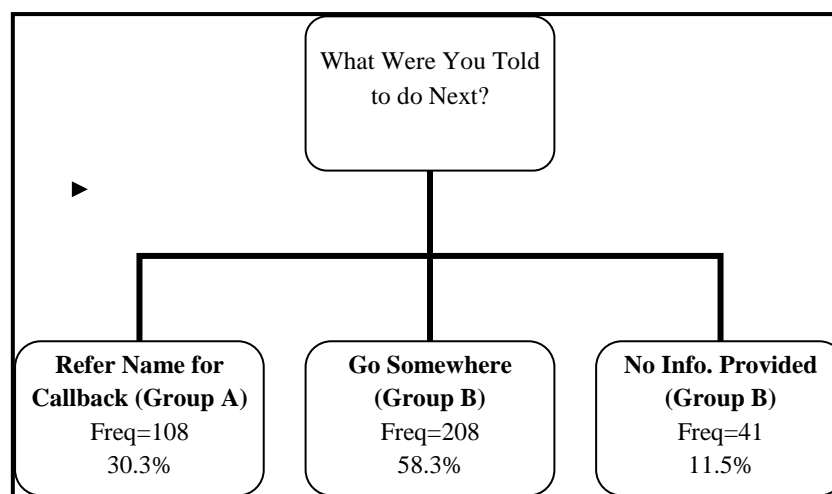 What Were You Told
to do Next?
Refer Name for
Callback (Group A)
Freq=108
30.3%
Go Somewhere
(Group B)
Freq=208
58.3%
No Info. Provided
(Group B)
Freq=41
11.5%